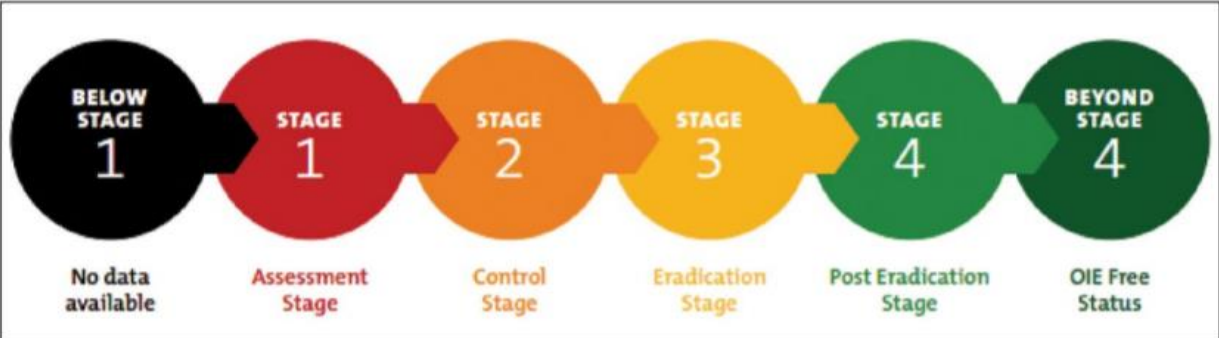 BELOW
STAGE
1
STAGE
1
STAGE
2
STAGE
3
STAGE
4
BEYOND
STAGE
4
No data
available
Assessment
Stage
Control
Stage
Eradication
Stage
Post Eradication
Stage
OIE Free
Status